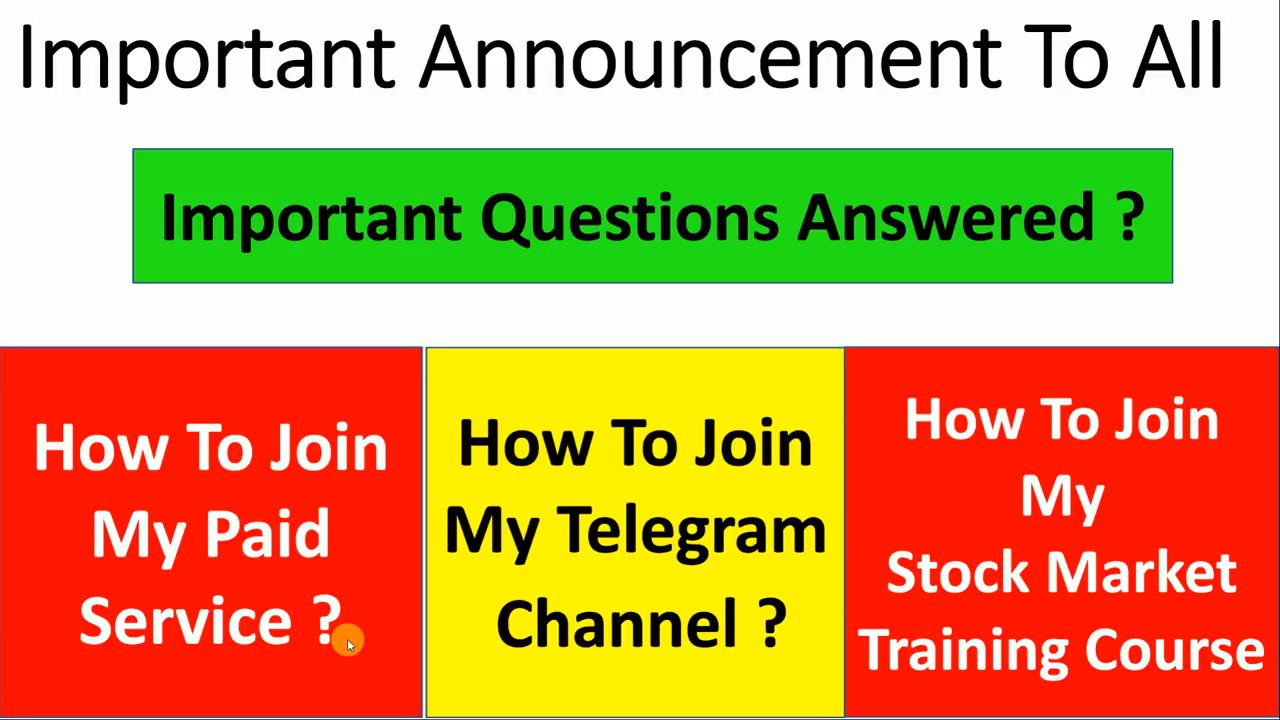 Important Announcement To All
Important Questions Answered ?
How To Join
My Paid
Service ?
How To Join
My Telegram
Channel ?
How To Join
My
Stock Market
Training Course